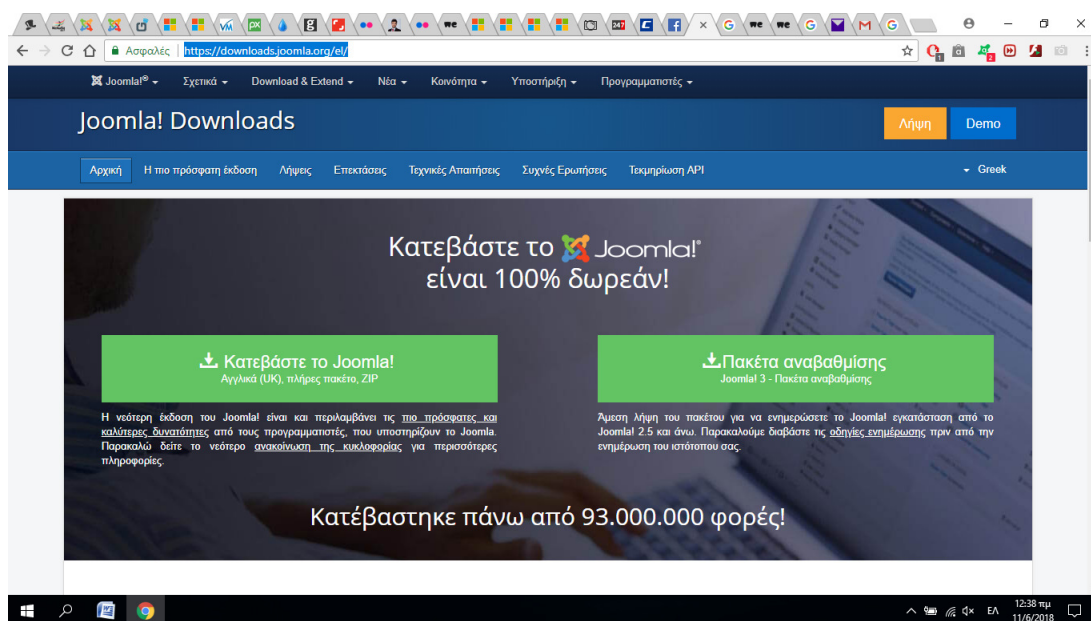 Ασφαλές | https://downloads.joomla.org/el/
Joomla!® Σχετικά Download & Extend Νέα Κοινότητα Υποστήριξη Προγραμματιστές
Joomla! Downloads
Λήψη Demo
Αρχική Η πιο πρόσφατη έκδοση Λήψεις Επεκτάσεις Τεχνικές Απαιτήσεις Συχνές Ερωτήσεις Τεκμηρίωση API Greek
Κατεβάστε το Joomla!®
είναι 100% δωρεάν!
Κατεβάστε το Joomla!
Αγγλικά (UK), πλήρες πακέτο, ZIP
Η νεότερη έκδοση του Joomla! είναι και περιλαμβάνει τις πιο πρόσφατες και
καλύτερες δυνατότητες από τους προγραμματιστές, που υποστηρίζουν το Joomla.
Παρακαλώ δείτε το νεότερο ανακοίνωση της κυκλοφορίας για περισσότερες
πληροφορίες.
Πακέτα αναβαθμίσης
Joomla! 3 - Πακέτα αναβαθμίσης
Άμεση λήψη του πακέτου για να ενημερώσετε το Joomla! εγκατάσταση από το
Joomla! 2.5 και άνω. Παρακαλούμε διαβάστε τις οδηγίες ενημέρωσης πριν από την
ενημέρωση του ιστότοπου σας.
Κατέβαστηκε πάνω από 93.000.000 φορές!
ΕΛ
12:38 πμ
11/6/2018